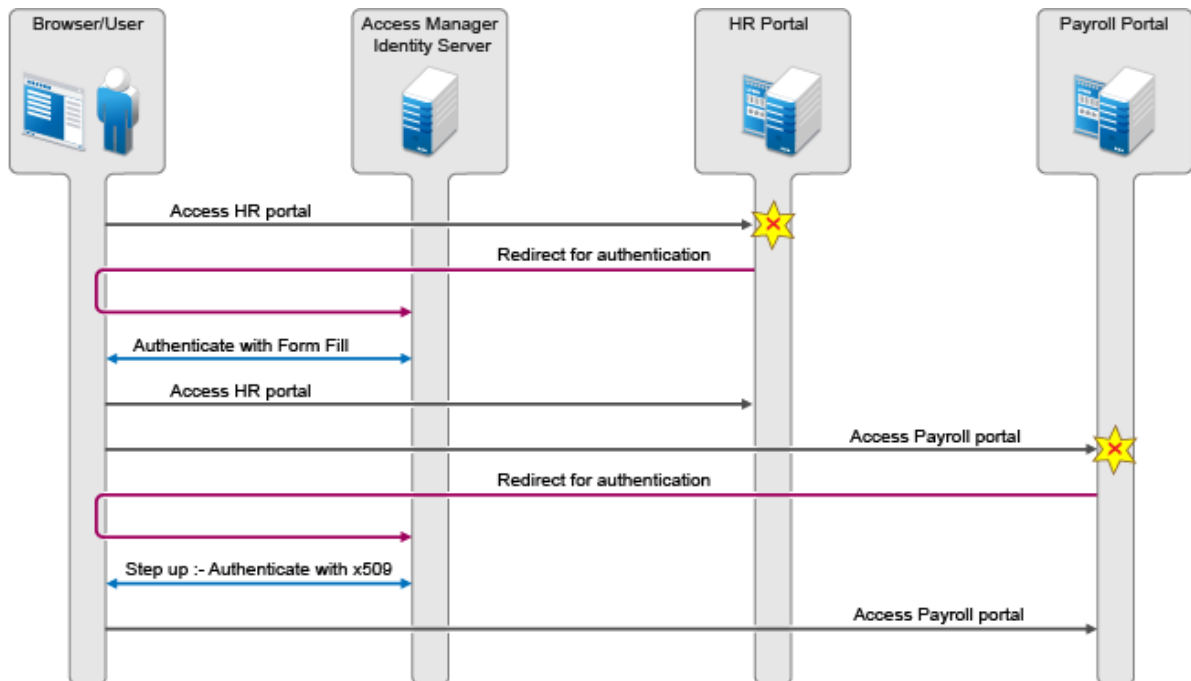 Browser/User
Access Manager
Identity Server
HR Portal
Payroll Portal
Access HR portal
Redirect for authentication
Authenticate with Form Fill
Access HR portal
Access Payroll portal
Redirect for authentication
Step up :- Authenticate with x509
Access Payroll portal